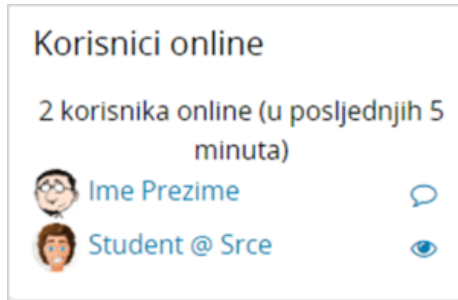 Korisnici online
2 korisnika online (u posljednjih 5
minuta)
Ime Prezime
Student @ Srce